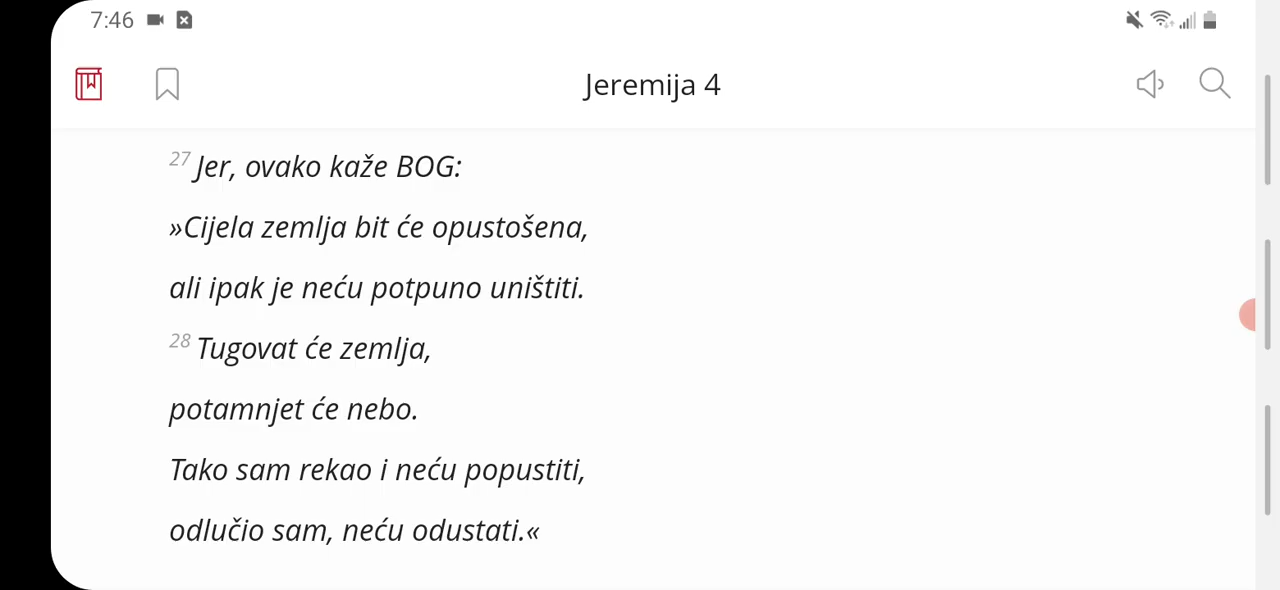 7:46
Jeremija 4
27 Jer, ovako kaže BOG:
»Cijela zemlja bit će opustošena,
ali ipak je neću potpuno uništiti.
28 Tugovat će zemlja,
potamnjet će nebo.
Tako sam rekao i neću popustiti,
odlučio sam, neću odustati.«